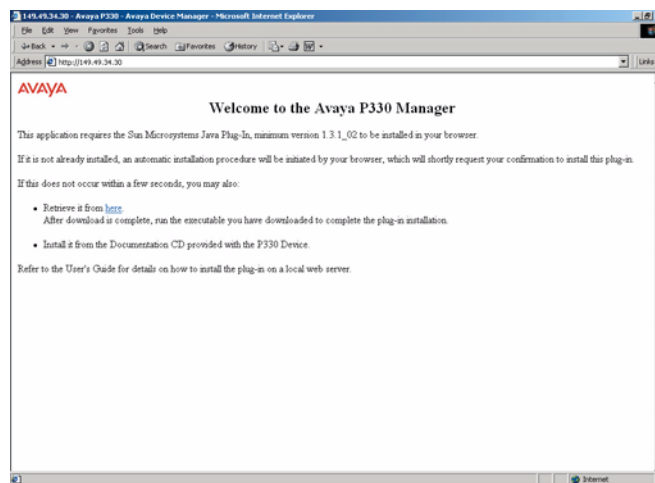 149.49.34.30 - Avaya P330 - Avaya Device Manager - Microsoft Internet Explorer
File Edit View Favorites Tools Help
Back Search Favorites History
Address http://149.49.34.30 Links
AVAYA
Welcome to the Avaya P330 Manager
This application requires the Sun Microsystems Java Plug-In, minimum version 1.3.1_02 to be installed in your browser.
If it is not already installed, an automatic installation procedure will be initiated by your browser, which will shortly request your confirmation to install this plug-in.
If this does not occur within a few seconds, you may also:
• Retrieve it from here.
After download is complete, run the executable you have downloaded to complete the plug-in installation.
• Install it from the Documentation CD provided with the P330 Device.
Refer to the User's Guide for details on how to install the plug-in on a local web server.
Internet